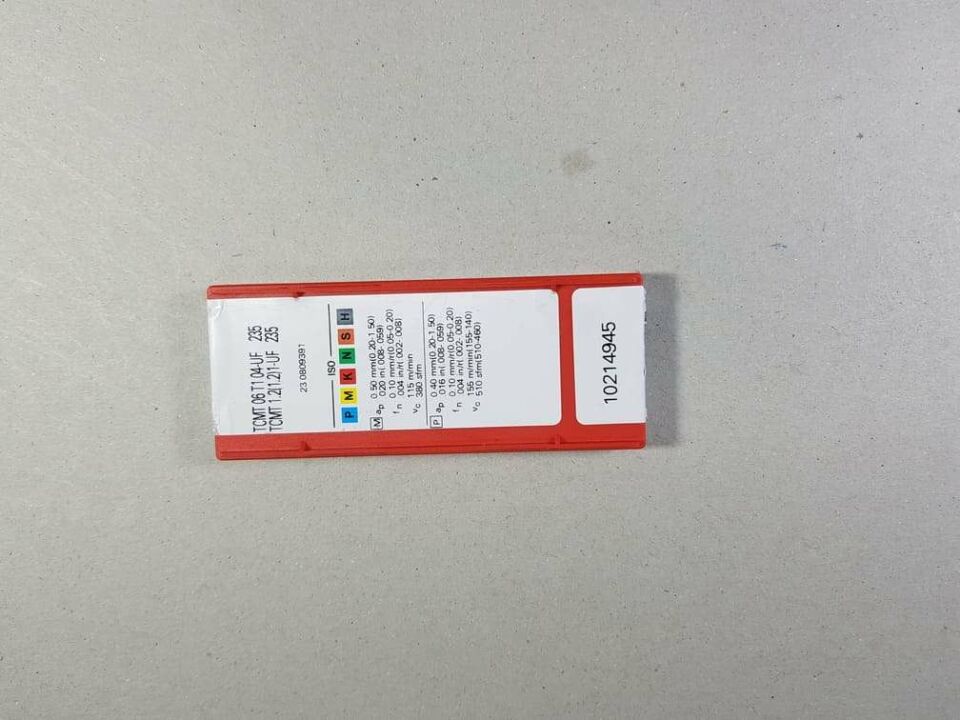 TCMT 06 T1 04-UF 235
TCMT 1.2(1.2)1-UF 235
23 0809391
ISO
P M K N S H
M ap 0.50 mm(0.20-1.50)
.020 in(.008-.059)
fn 0.10 mm/r(0.05-0.20)
.004 in/r(.002-.008)
vc 115 m/min
380 sfm
P ap 0.40 mm(0.20-1.50)
.016 in(.008-.059)
fn 0.10 mm/r(0.05-0.20)
.004 in/r(.002-.008)
vc 155 m/min(155-140)
510 sfm(510-460)
10214945